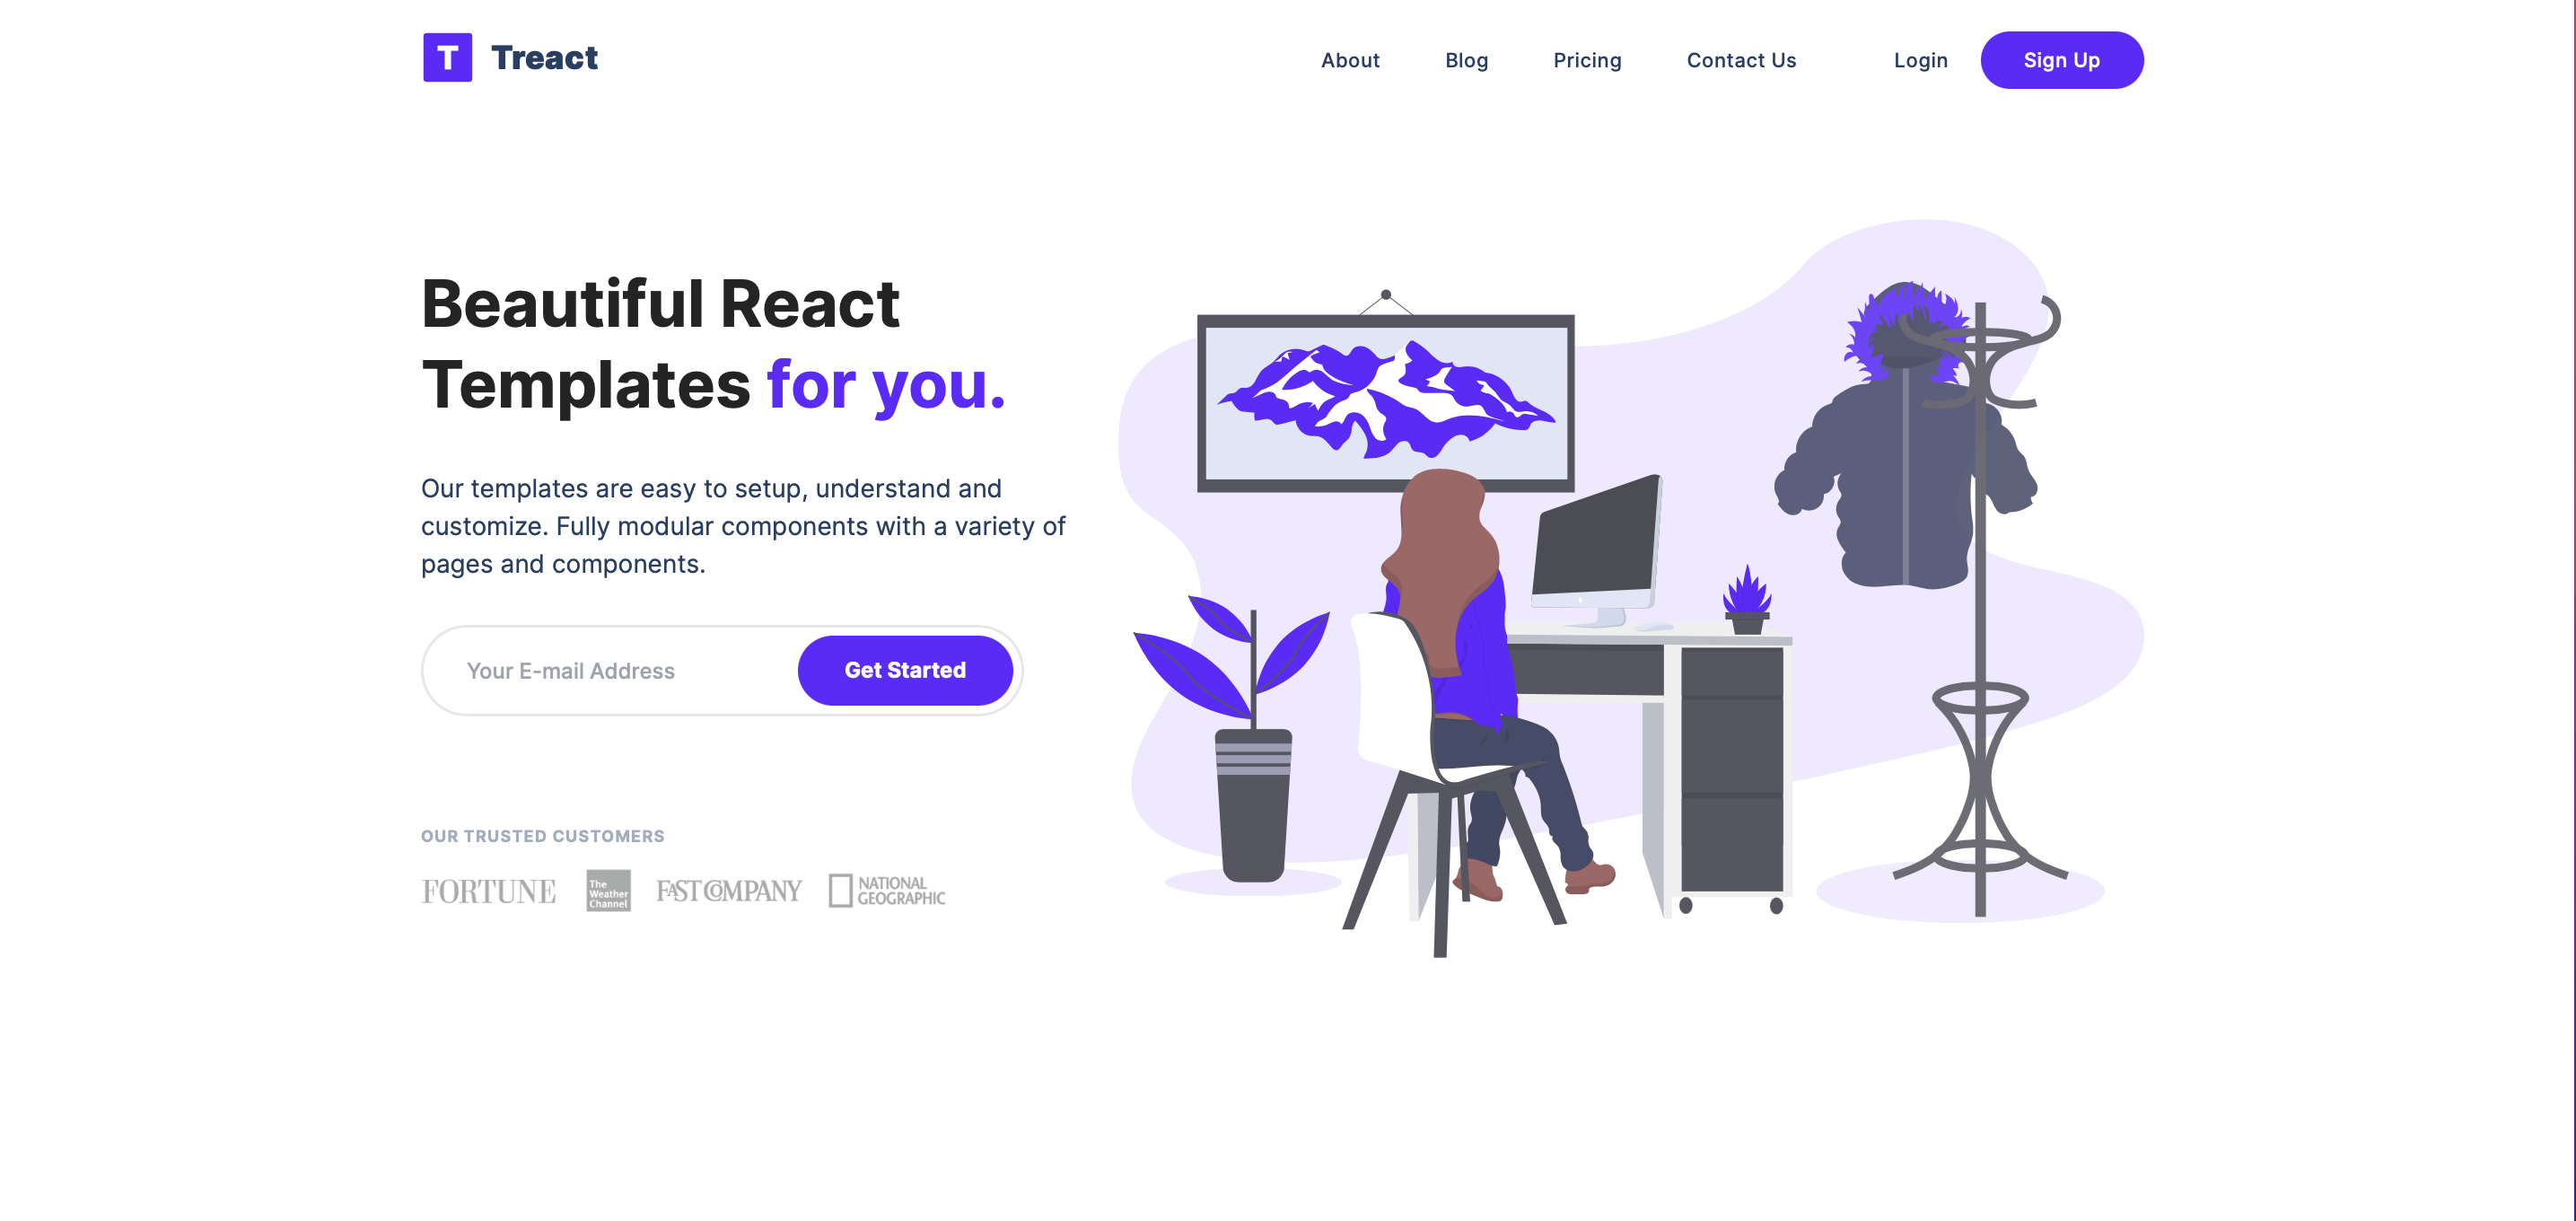 T Treact
About Blog Pricing Contact Us Login Sign Up
Beautiful React
Templates for you.
Our templates are easy to setup, understand and
customize. Fully modular components with a variety of
pages and components.
Your E-mail Address Get Started
OUR TRUSTED CUSTOMERS
FORTUNE
The
Weather
Channel
FAST COMPANY
NATIONAL
GEOGRAPHIC